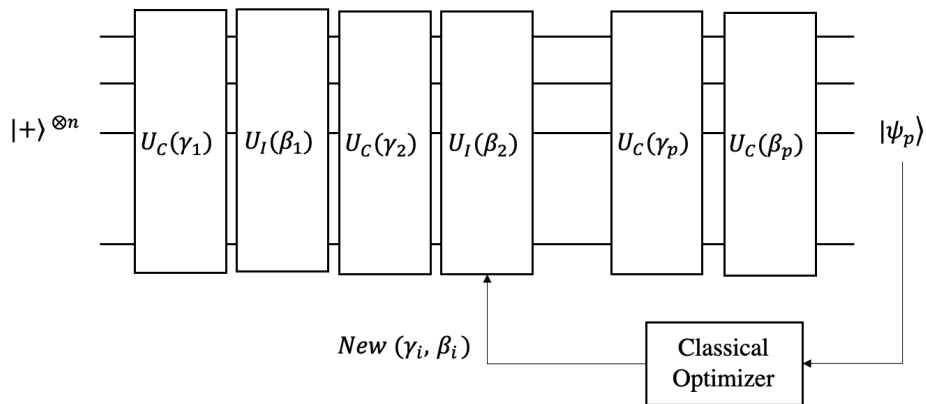 |+⟩ ⊗n
U_C(γ_1)
U_I(β_1)
U_C(γ_2)
U_I(β_2)
U_C(γ_p)
U_C(β_p)
|ψ_p⟩
New (γ_i, β_i)
Classical
Optimizer